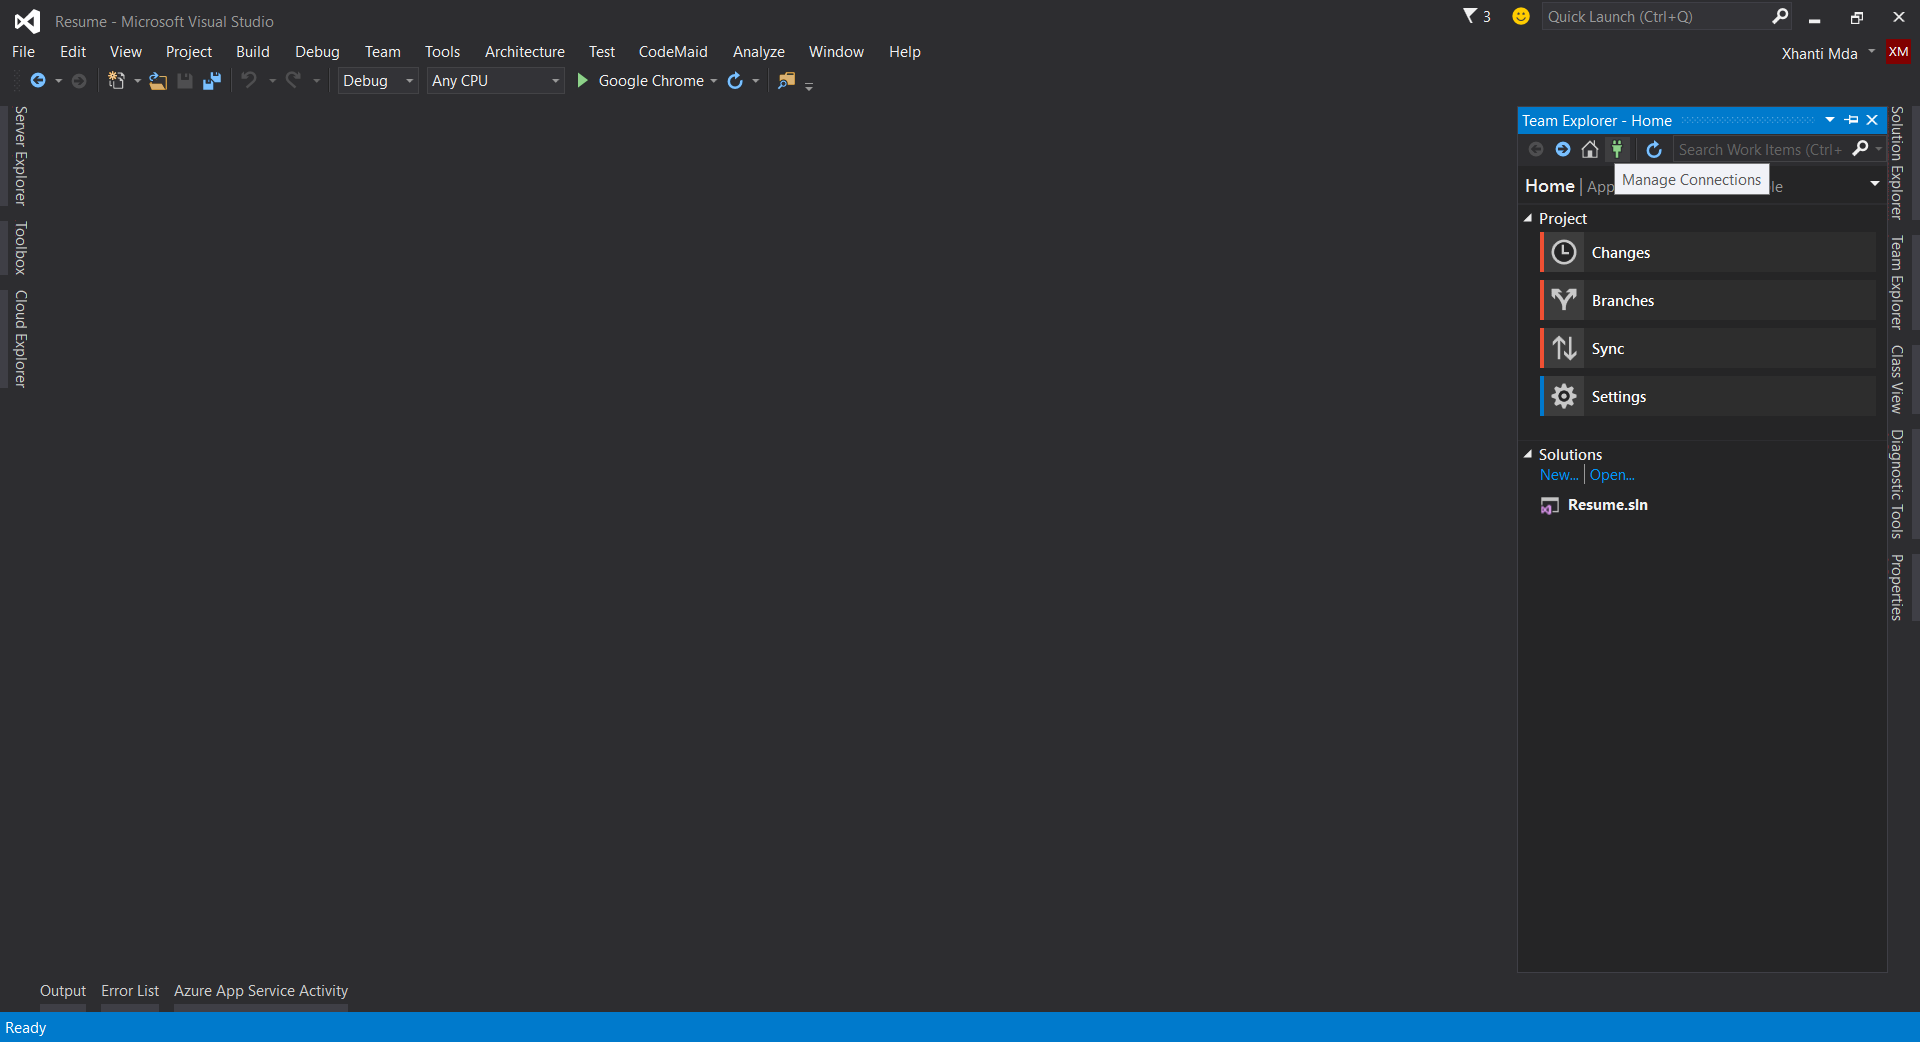 Resume - Microsoft Visual Studio
3
Quick Launch (Ctrl+Q)
File Edit View Project Build Debug Team Tools Architecture Test CodeMaid Analyze Window Help
Xhanti Mda
XM
Debug
Any CPU
Google Chrome
Server Explorer
Toolbox
Cloud Explorer
Team Explorer - Home
Search Work Items (Ctrl+
Manage Connections
Home | App
le
Project
Changes
Branches
Sync
Settings
Solutions
New... | Open...
Resume.sln
Solution Explorer
Team Explorer
Class View
Diagnostic Tools
Properties
Output Error List Azure App Service Activity
Ready